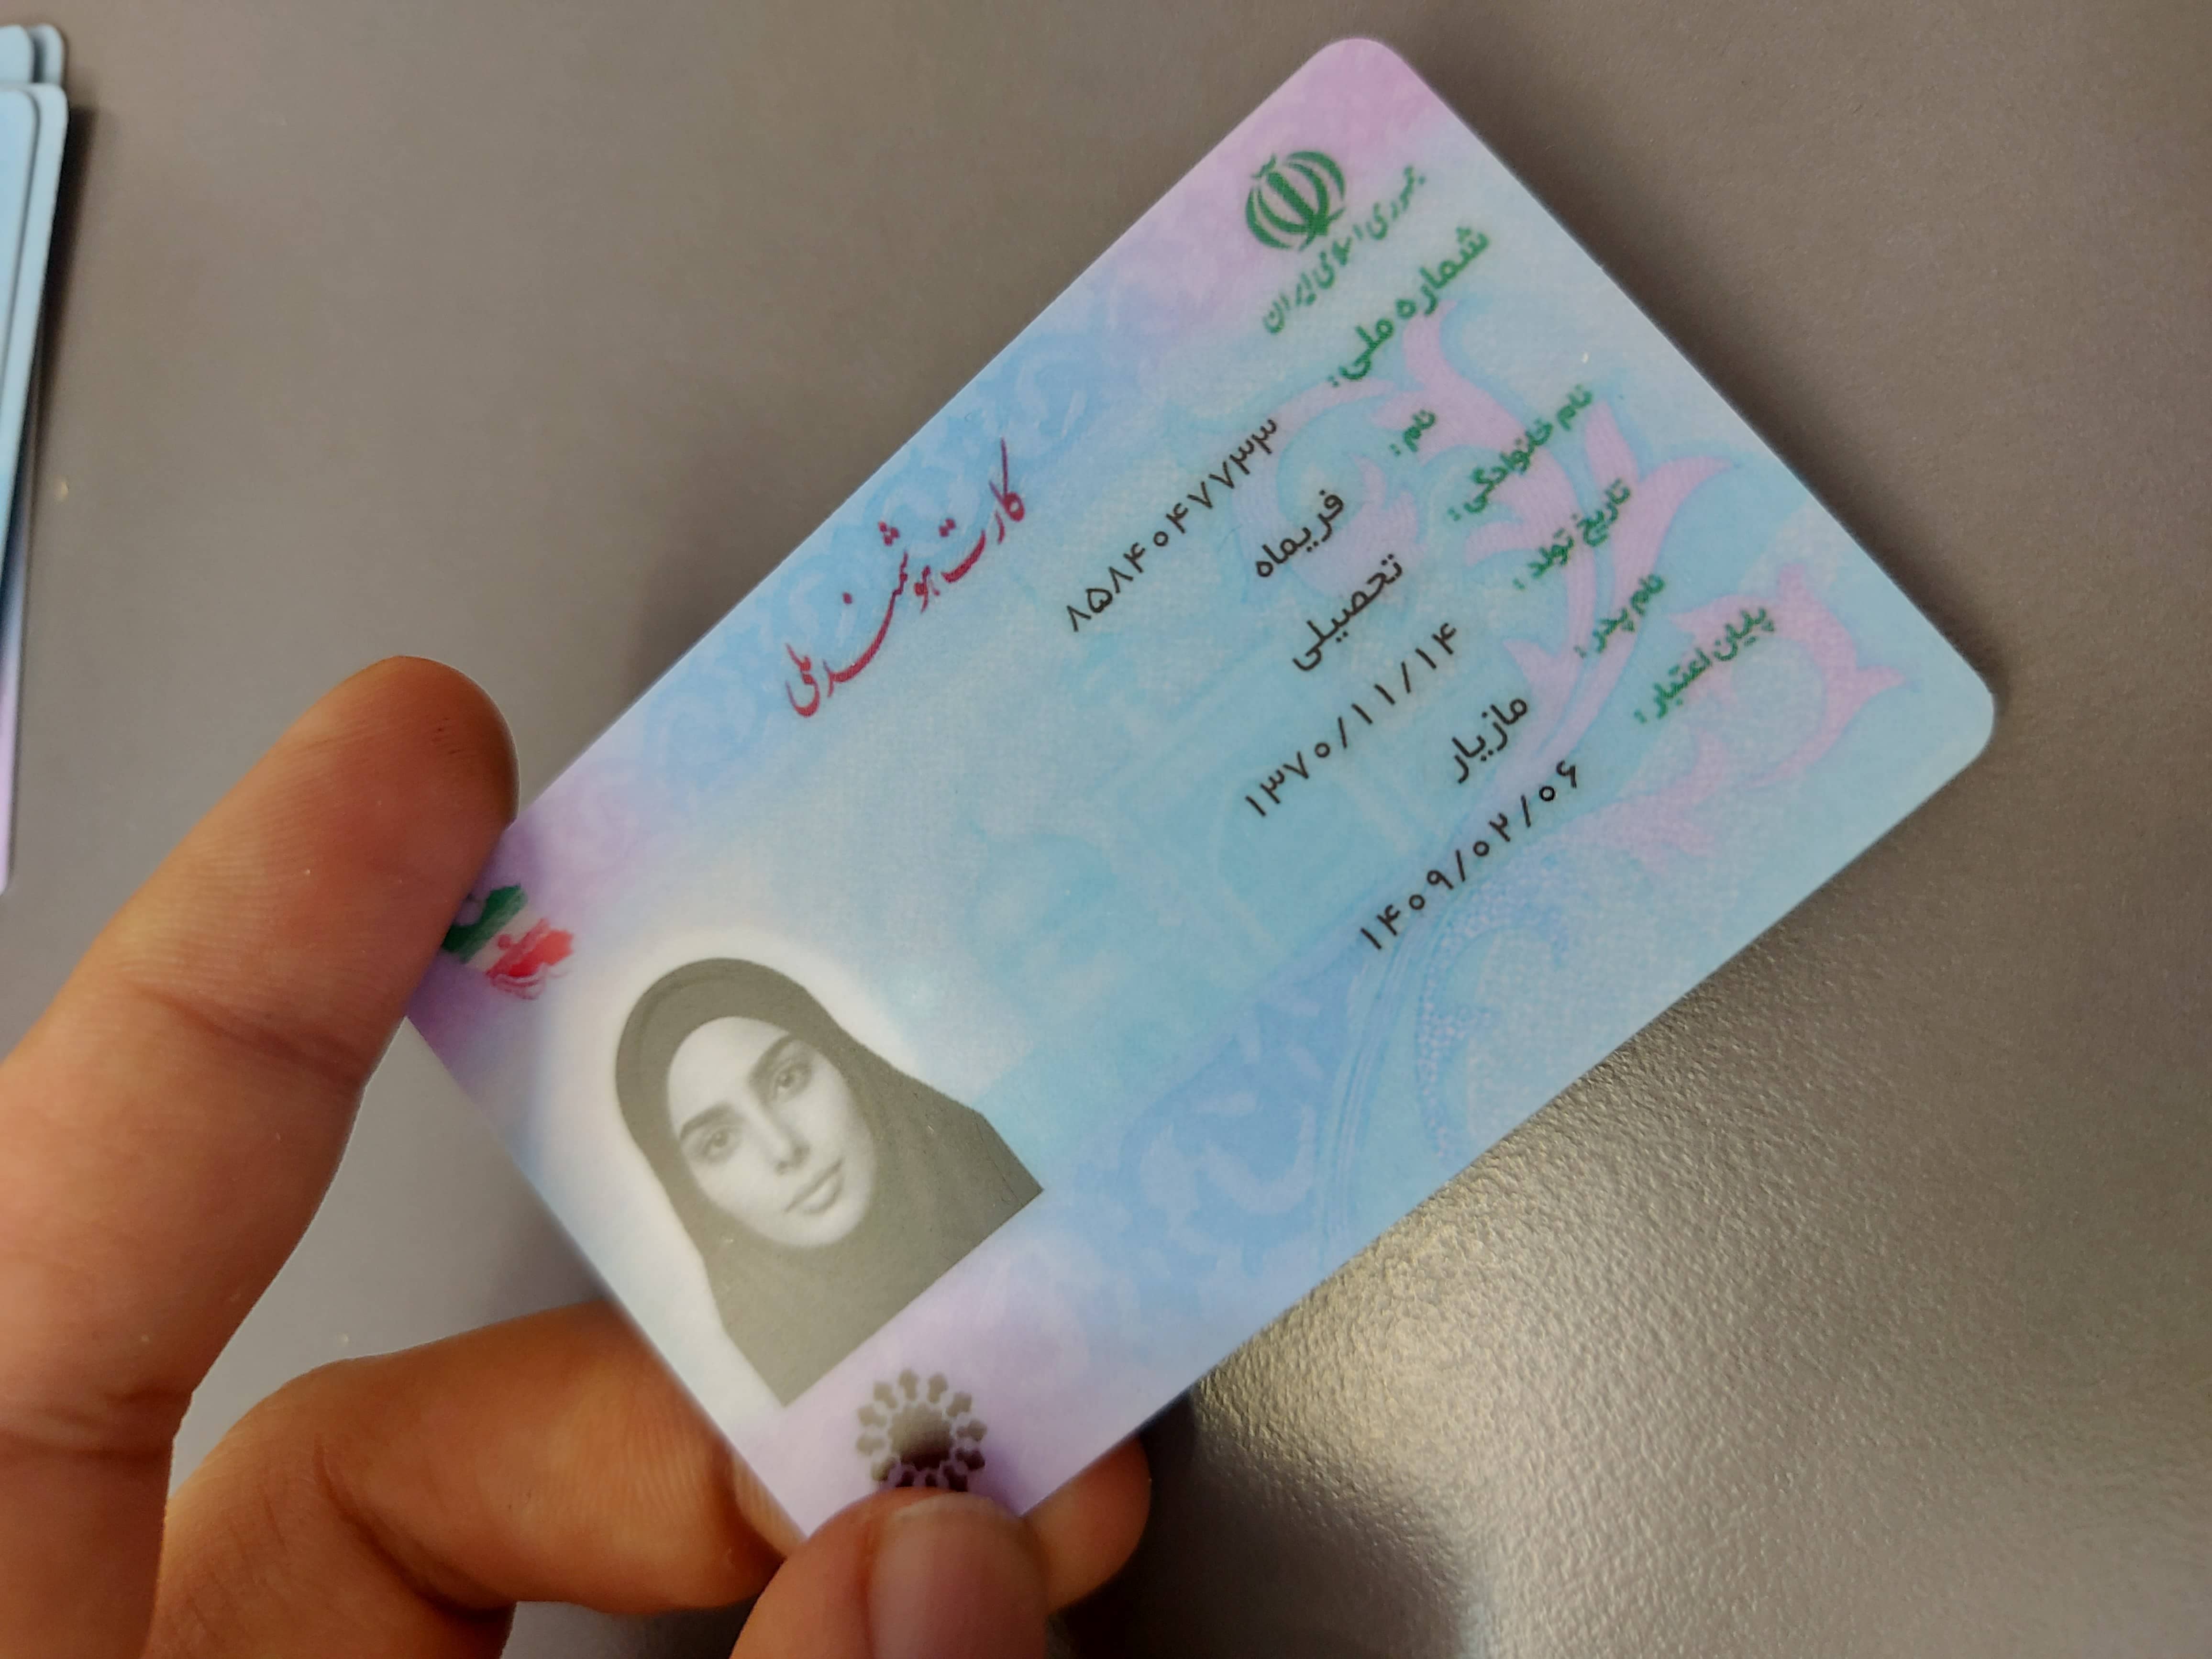 جمهوری اسلامی ایران
کارت هوشمند ملی
شماره ملی: ۸۵۸۴۰۴۷۷۳۳
نام: فریماه
نام خانوادگی: تحصیلی
تاریخ تولد: ۱۳۷۰/۱۱/۱۴
نام پدر: مازیار
پایان اعتبار: ۱۴۰۹/۰۲/۰۶